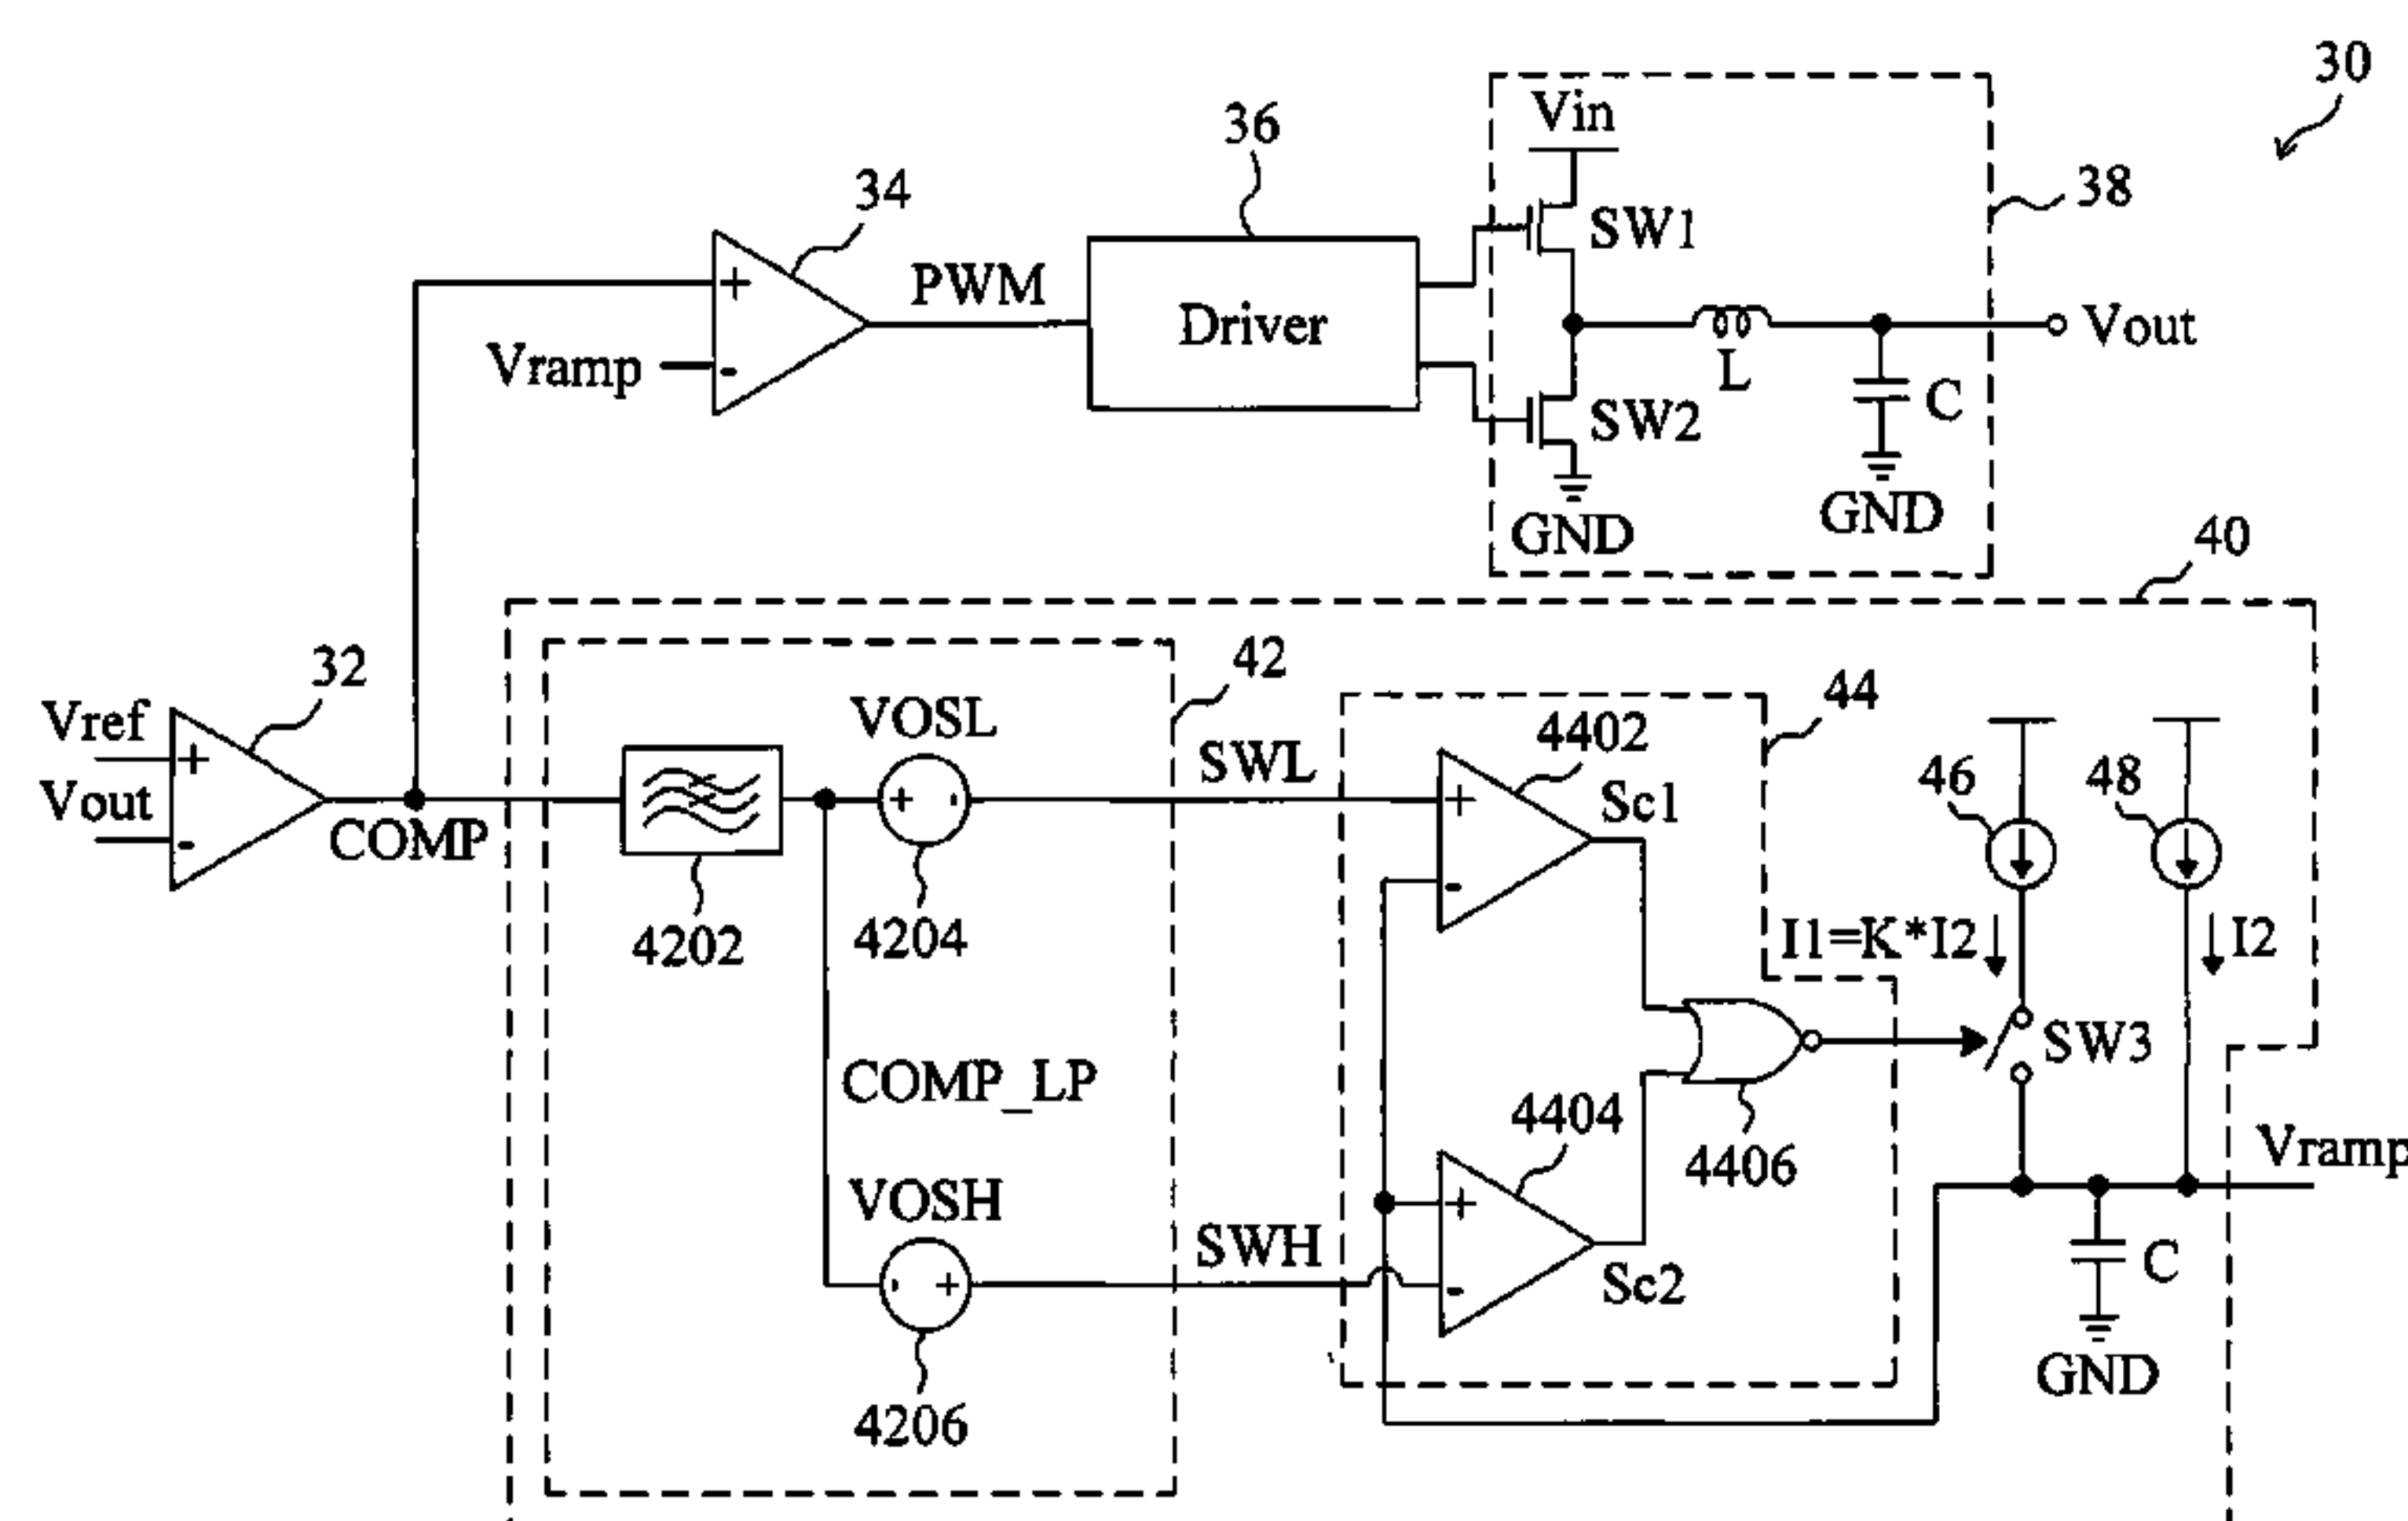 30
36
Vin
34
38
SW1
PWM
Driver
Vout
Vramp
L
SW2
C
GND
GND
40
32
42
44
Vref
VOSL
4402
SWL
Sc1
46
48
Vout
COMP
4202
4204
I1=K*I2
I2
SW3
COMP_LP
4404
Vramp
4406
VOSH
SWH
Sc2
C
GND
4206
+
-
+
-
+
-
+
-
+
-
+
-